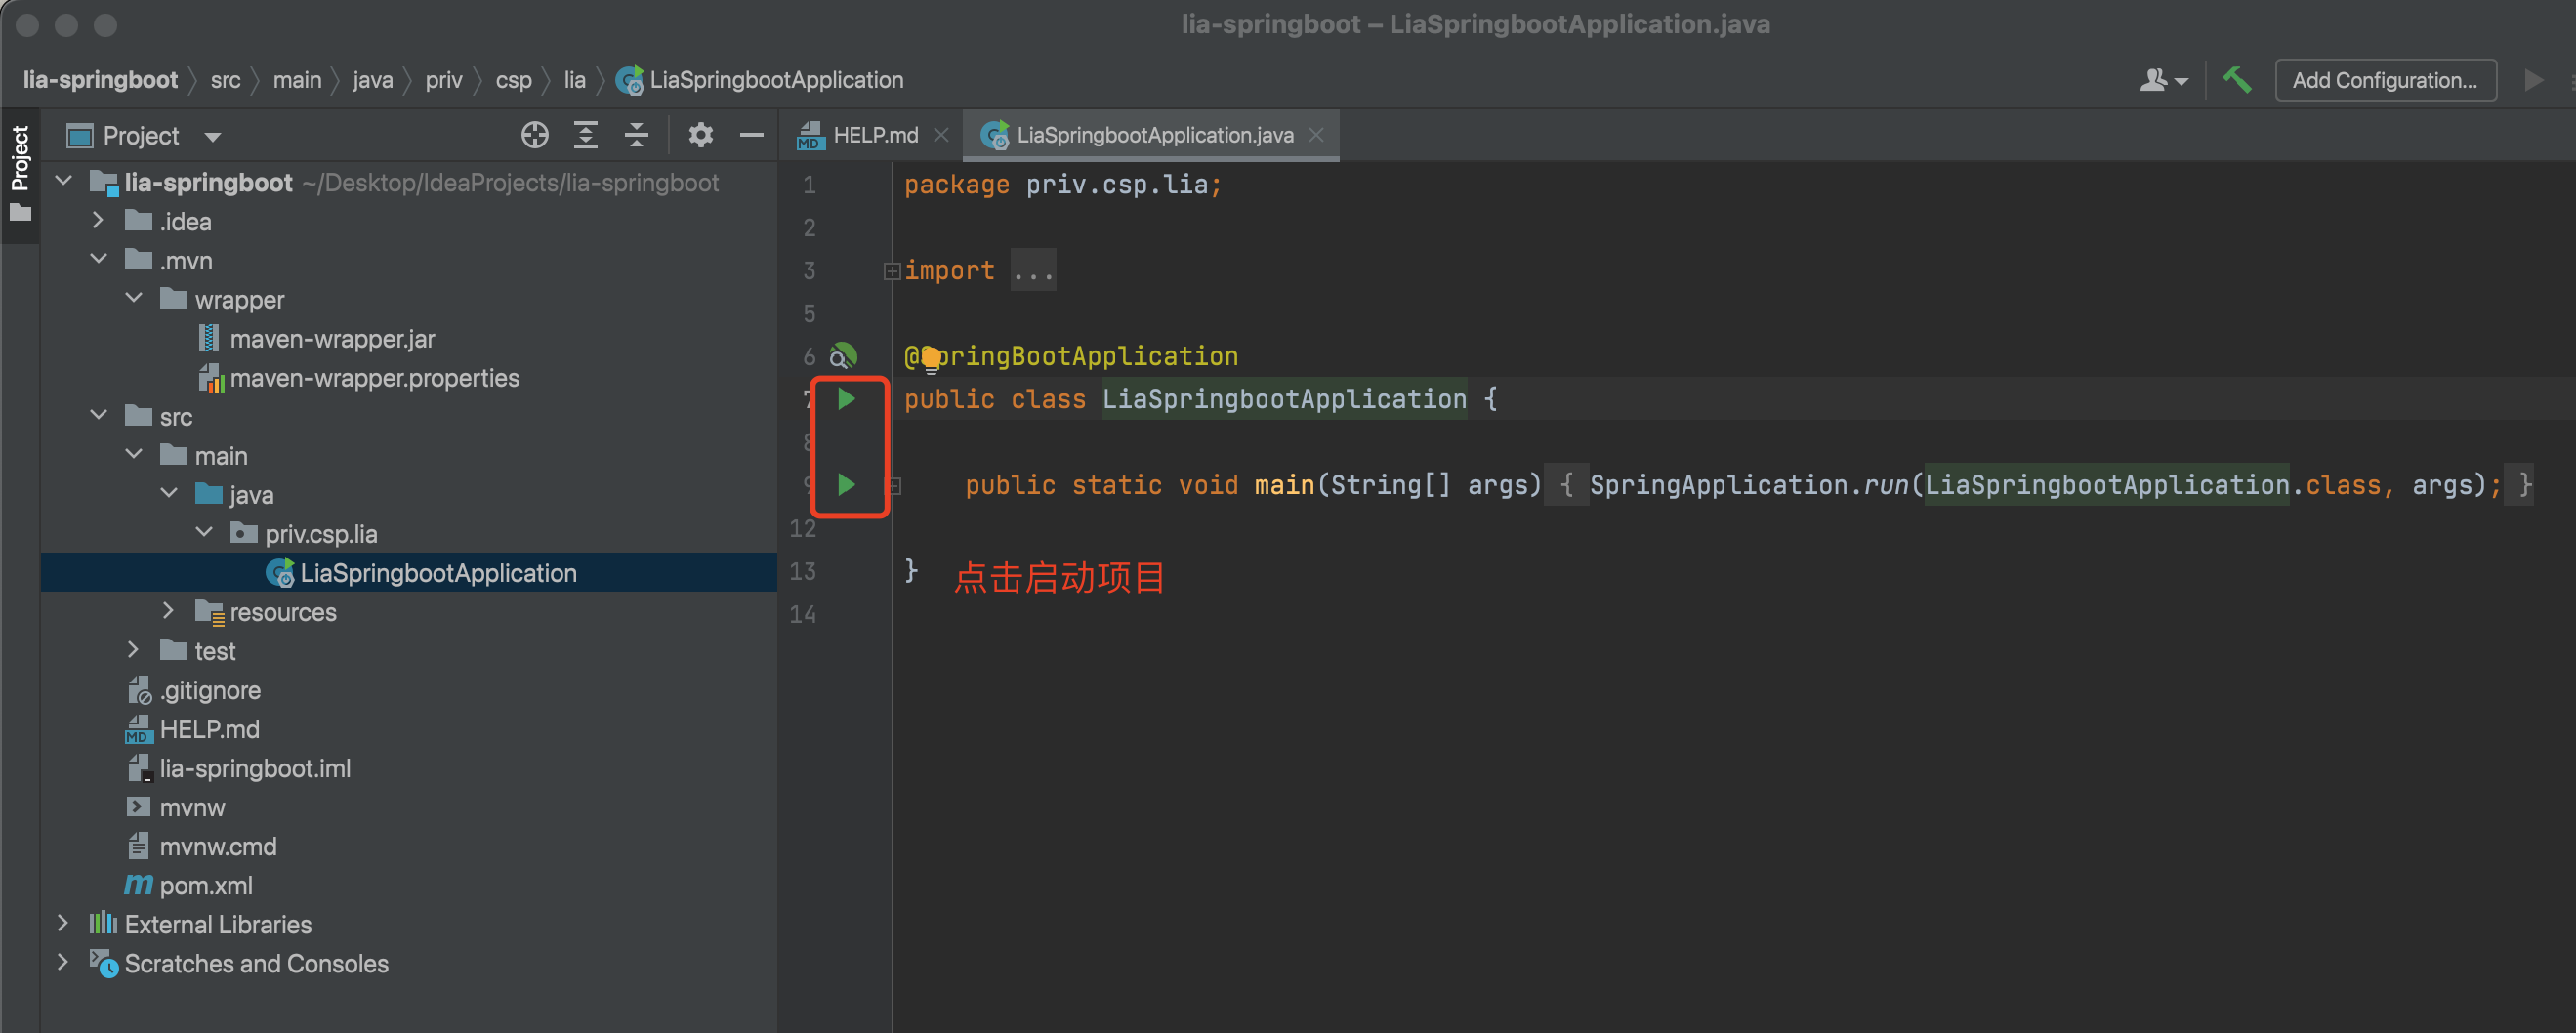 lia-springboot – LiaSpringbootApplication.java
lia-springboot src main java priv csp lia LiaSpringbootApplication
Add Configuration...
Project
Project
HELP.md
LiaSpringbootApplication.java
lia-springboot ~/Desktop/IdeaProjects/lia-springboot
.idea
.mvn
wrapper
maven-wrapper.jar
maven-wrapper.properties
src
main
java
priv.csp.lia
LiaSpringbootApplication
resources
test
.gitignore
MD HELP.md
lia-springboot.iml
mvnw
mvnw.cmd
m pom.xml
External Libraries
Scratches and Consoles
1 package priv.csp.lia;
2
3 import ...
5
6 @SpringBootApplication
7 public class LiaSpringbootApplication {
8
9 public static void main(String[] args) { SpringApplication.run(LiaSpringbootApplication.class, args); }
12
13 }
点击启动项目
14